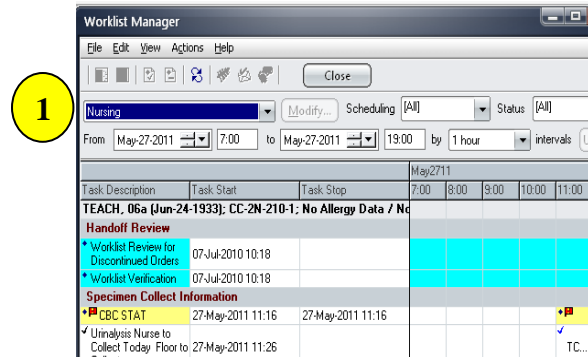 Worklist Manager
File Edit View Actions Help
Close
1
Nursing Modify... Scheduling [All] Status [All]
From May-27-2011 7:00 to May-27-2011 19:00 by 1 hour intervals
May2711
Task Description Task Start Task Stop 7:00 8:00 9:00 10:00 11:00
TEACH, 06a (Jun-24-1933); CC-2N-210-1; No Allergy Data / No
Handoff Review
Worklist Review for
Discontinued Orders 07-Jul-2010 10:18
Worklist Verification 07-Jul-2010 10:18
Specimen Collect Information
CBC STAT 27-May-2011 11:16 27-May-2011 11:16
Urinalysis Nurse to
Collect Today Floor to 27-May-2011 11:26 TC...